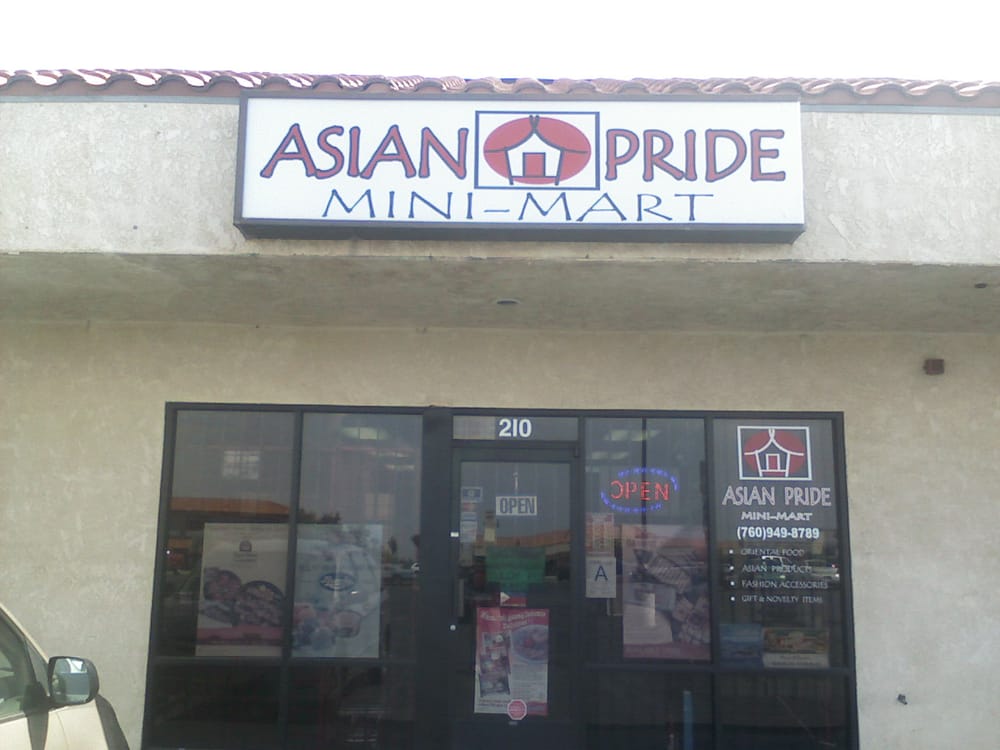 ASIAN PRIDE
MINI-MART
210
OPEN
OPEN
A
ASIAN PRIDE
MINI-MART
(760)949-8789
ORIENTAL FOOD
ASIAN PRODUCTS
FASHION ACCESSORIES
GIFT & NOVELTY ITEMS